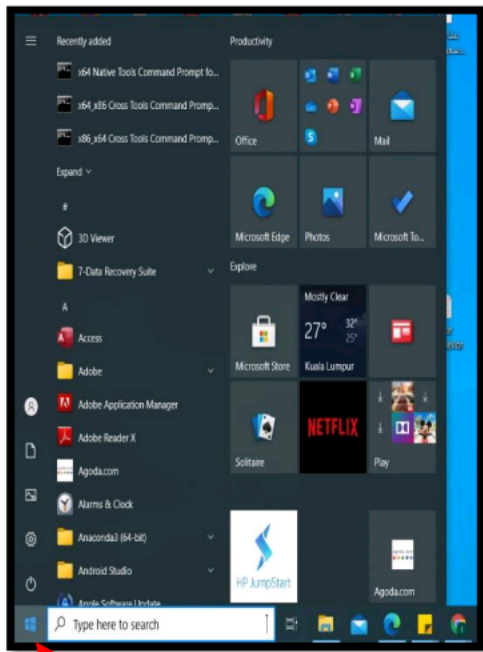 Recently added
x64 Native Tools Command Prompt fo...
x64_x86 Cross Tools Command Promp...
x86_x64 Cross Tools Command Promp...
Expand
#
3D Viewer
7-Data Recovery Suite
A
Access
Adobe
Adobe Application Manager
Adobe Reader X
Agoda.com
Alarms & Clock
Anaconda3 (64-bit)
Android Studio
Apple Software Update
Productivity
Office
Mail
Microsoft Edge
Photos
Microsoft To...
Explore
Microsoft Store
Mostly Clear
27° 32°
25°
Kuala Lumpur
Solitaire
NETFLIX
Play
HP JumpStart
Agoda.com
Type here to search